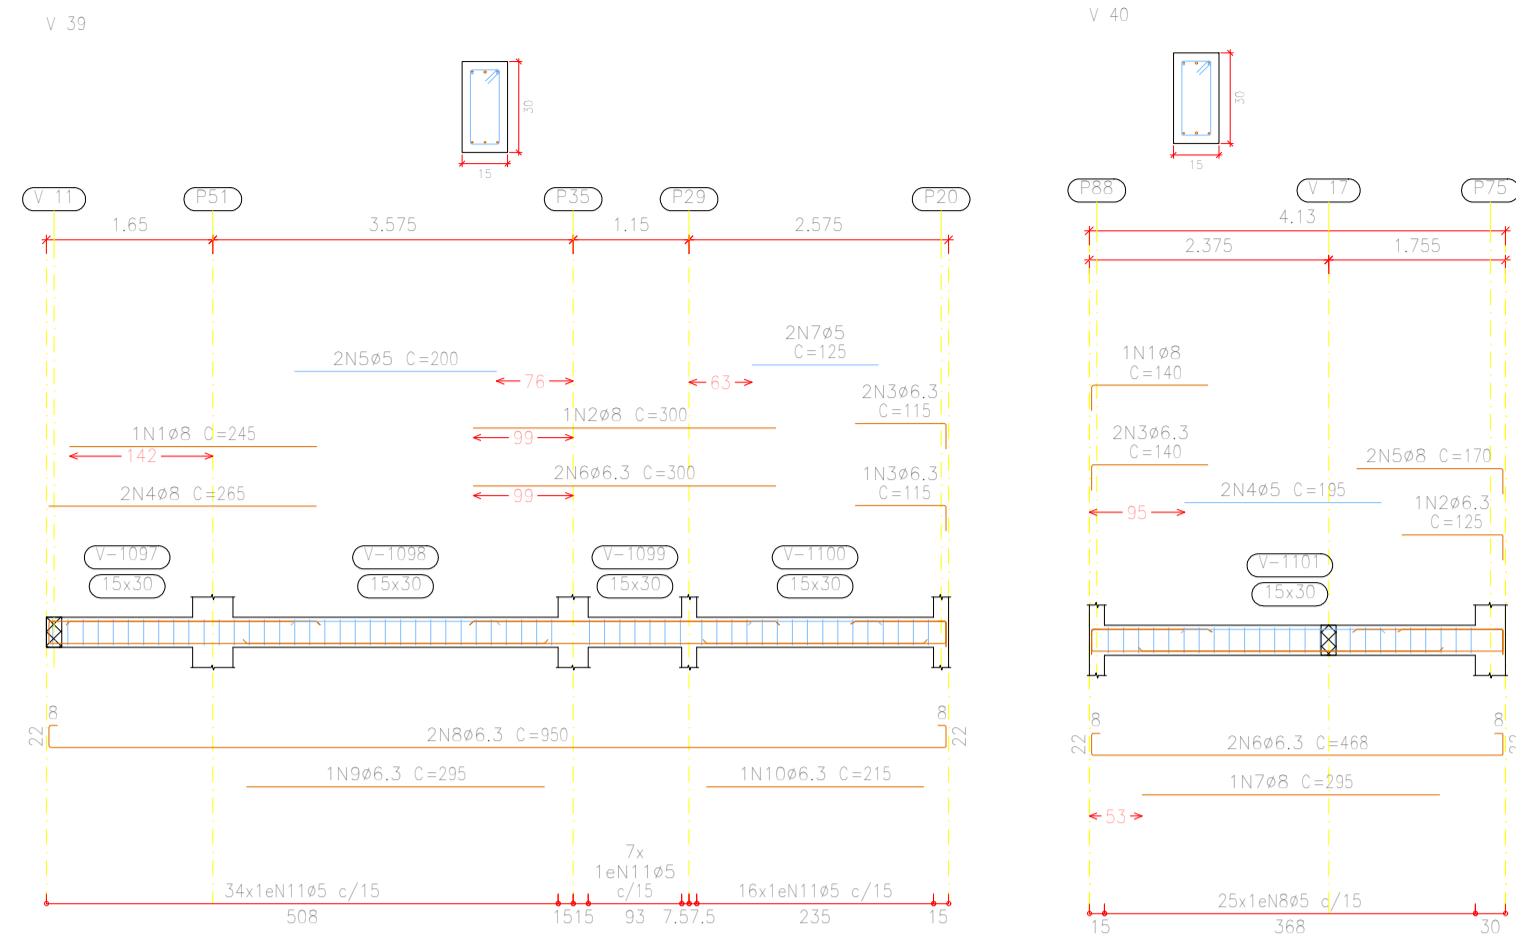 V 39
30
15
V 11
P51
P35
P29
P20
1.65
3.575
1.15
2.575
2N5ø5 C=200
2N7ø5
C=125
76
63
2N3ø6.3
C=115
1N1ø8 C=245
1N2ø8 C=300
142
99
2N4ø8 C=265
2N6ø6.3 C=300
99
1N3ø6.3
C=115
V-1097
V-1098
V-1099
V-1100
15x30
15x30
15x30
15x30
8
22
2N8ø6.3 C=950
8
22
1N9ø6.3 C=295
1N10ø6.3 C=215
34x1eN11ø5 c/15
7x
1eN11ø5
c/15
16x1eN11ø5 c/15
508
15
15
93
7.5
7.5
235
15
V 40
30
15
P88
V 17
P75
4.13
2.375
1.755
1N1ø8
C=140
2N3ø6.3
C=140
2N5ø8 C=170
95
2N4ø5 C=195
1N2ø6.3
C=125
V-1101
15x30
8
22
2N6ø6.3 C=468
8
1N7ø8 C=295
53
25x1eN8ø5 c/15
15
368
30